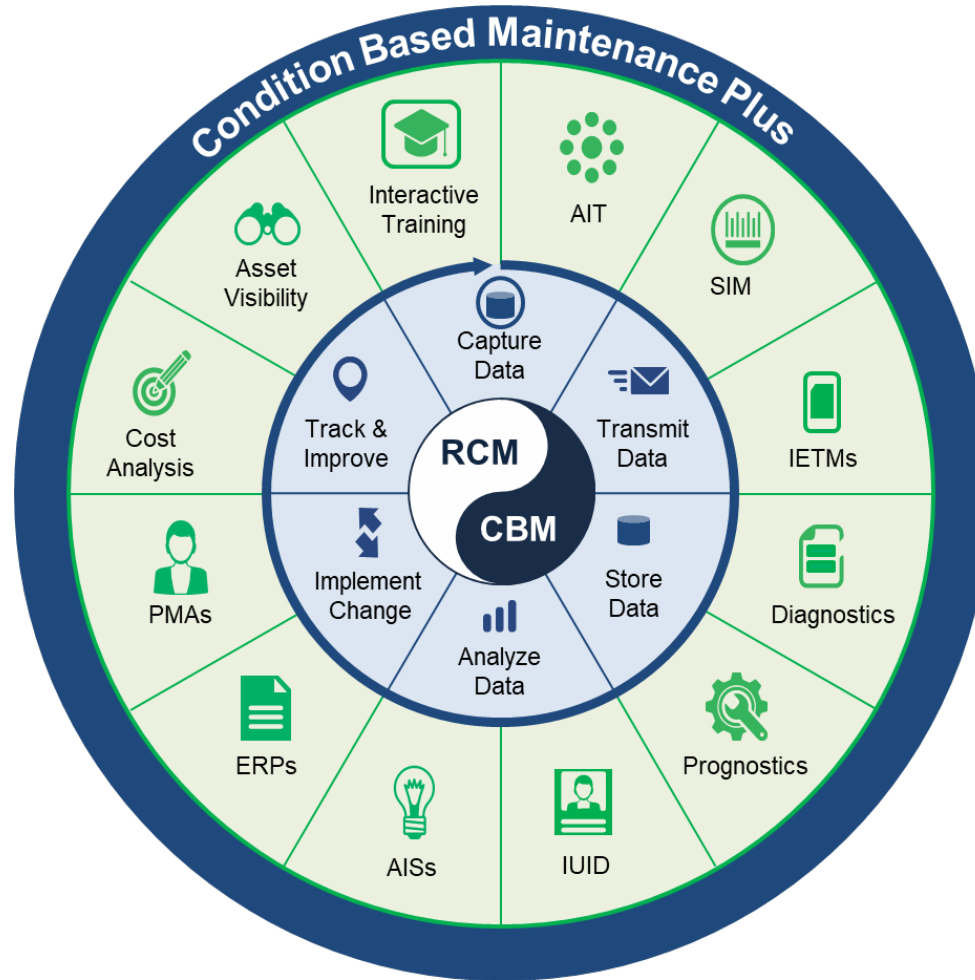 Condition Based Maintenance Plus
Interactive
Training
AIT
SIM
IETMs
Diagnostics
Prognostics
IUID
AISs
ERPs
PMAs
Cost
Analysis
Asset
Visibility
Capture
Data
Transmit
Data
Store
Data
Analyze
Data
Implement
Change
Track &
Improve
RCM
CBM